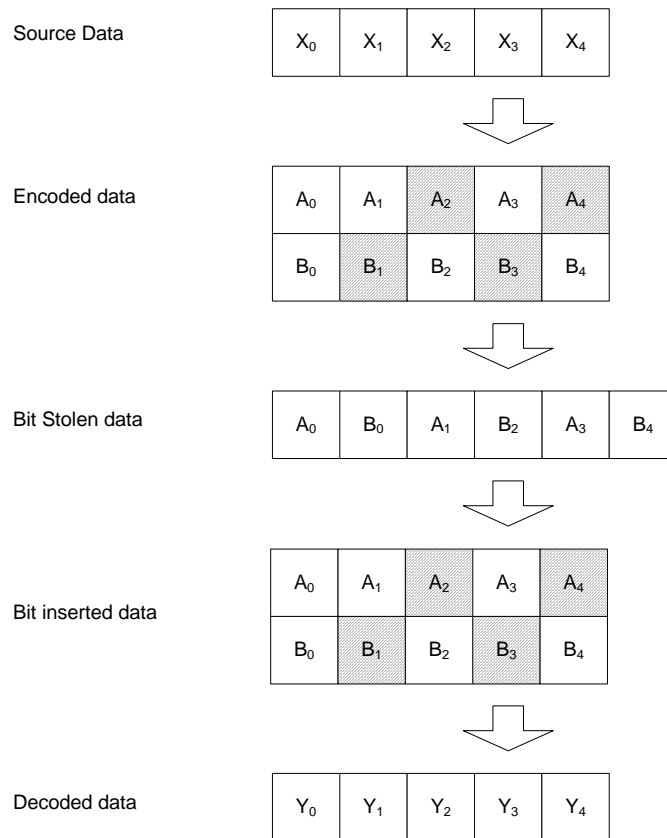 Source Data
X₀ X₁ X₂ X₃ X₄
Encoded data
A₀ A₁ A₂ A₃ A₄
B₀ B₁ B₂ B₃ B₄
Bit Stolen data
A₀ B₀ A₁ B₂ A₃ B₄
Bit inserted data
A₀ A₁ A₂ A₃ A₄
B₀ B₁ B₂ B₃ B₄
Decoded data
Y₀ Y₁ Y₂ Y₃ Y₄